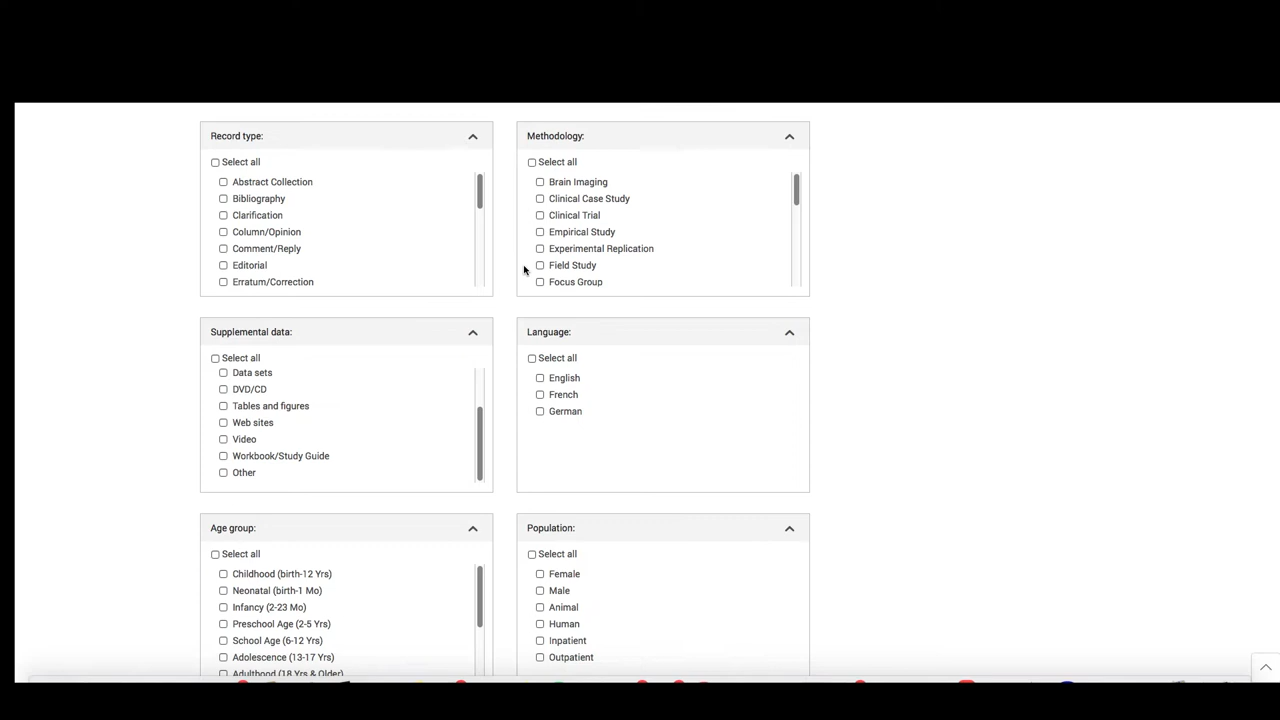 Record type:
Select all
Abstract Collection
Bibliography
Clarification
Column/Opinion
Comment/Reply
Editorial
Erratum/Correction
Methodology:
Select all
Brain Imaging
Clinical Case Study
Clinical Trial
Empirical Study
Experimental Replication
Field Study
Focus Group
Supplemental data:
Select all
Data sets
DVD/CD
Tables and figures
Web sites
Video
Workbook/Study Guide
Other
Language:
Select all
English
French
German
Age group:
Select all
Childhood (birth-12 Yrs)
Neonatal (birth-1 Mo)
Infancy (2-23 Mo)
Preschool Age (2-5 Yrs)
School Age (6-12 Yrs)
Adolescence (13-17 Yrs)
Adulthood (18 Yrs & Older)
Population:
Select all
Female
Male
Animal
Human
Inpatient
Outpatient